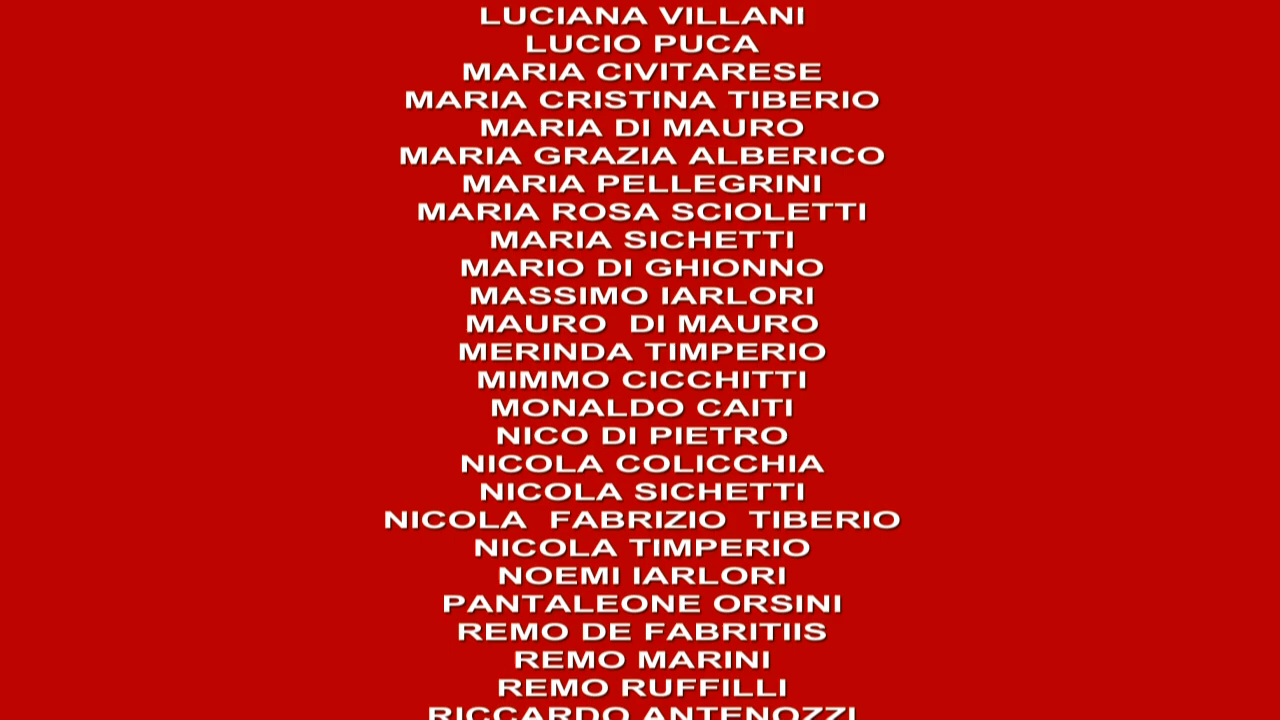 LUCIANA VILLANI
LUCIO PUCA
MARIA CIVITARESE
MARIA CRISTINA TIBERIO
MARIA DI MAURO
MARIA GRAZIA ALBERICO
MARIA PELLEGRINI
MARIA ROSA SCIOLETTI
MARIA SICHETTI
MARIO DI GHIONNO
MASSIMO IARLORI
MAURO  DI MAURO
MERINDA TIMPERIO
MIMMO CICCHITTI
MONALDO CAITI
NICO DI PIETRO
NICOLA COLICCHIA
NICOLA SICHETTI
NICOLA  FABRIZIO  TIBERIO
NICOLA TIMPERIO
NOEMI IARLORI
PANTALEONE ORSINI
REMO DE FABRITIIS
REMO MARINI
REMO RUFFILLI
RICCARDO ANTENOZZI